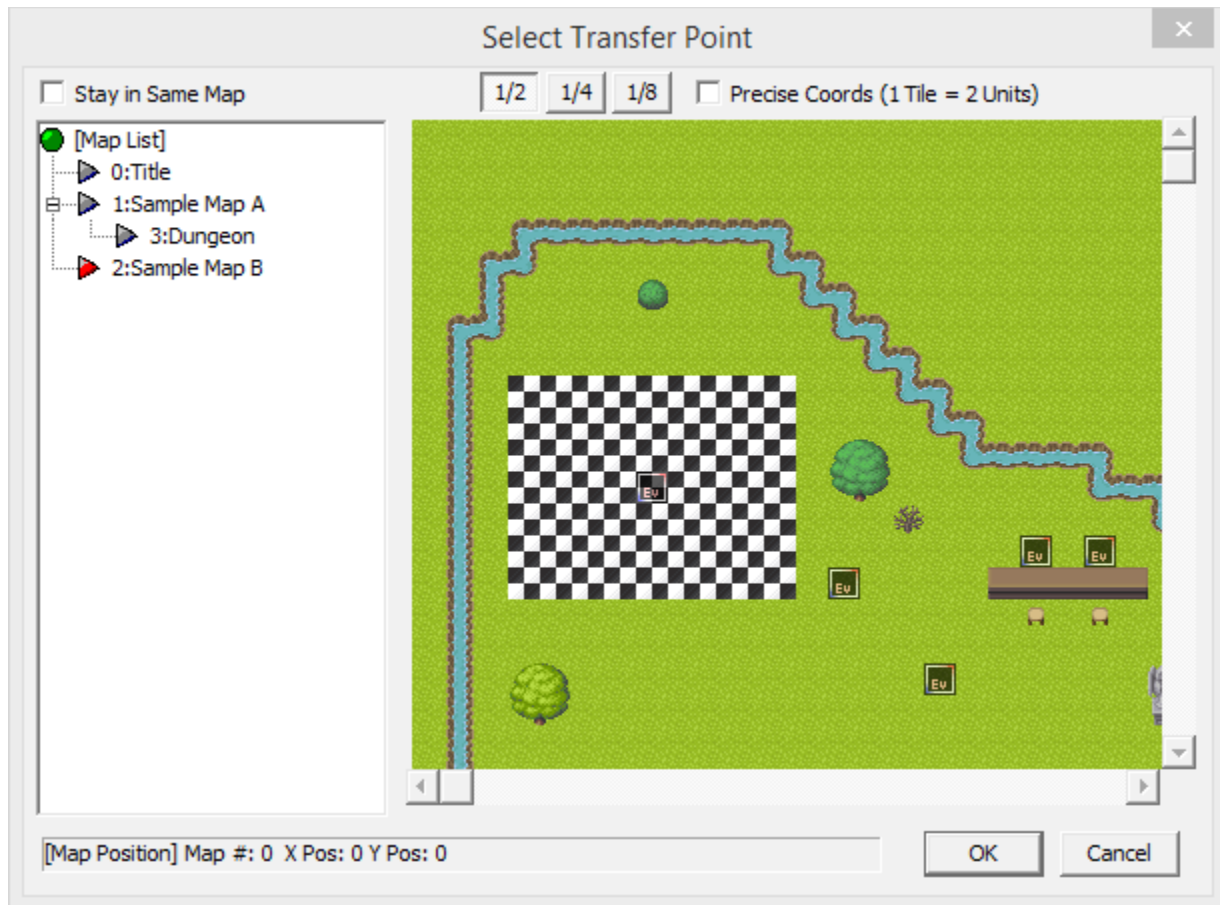 Select Transfer Point
Stay in Same Map
1/2 1/4 1/8 Precise Coords (1 Tile = 2 Units)
[Map List]
0:Title
1:Sample Map A
3:Dungeon
2:Sample Map B
Ev
Ev Ev
Ev
Ev
[Map Position] Map #: 0 X Pos: 0 Y Pos: 0
OK Cancel